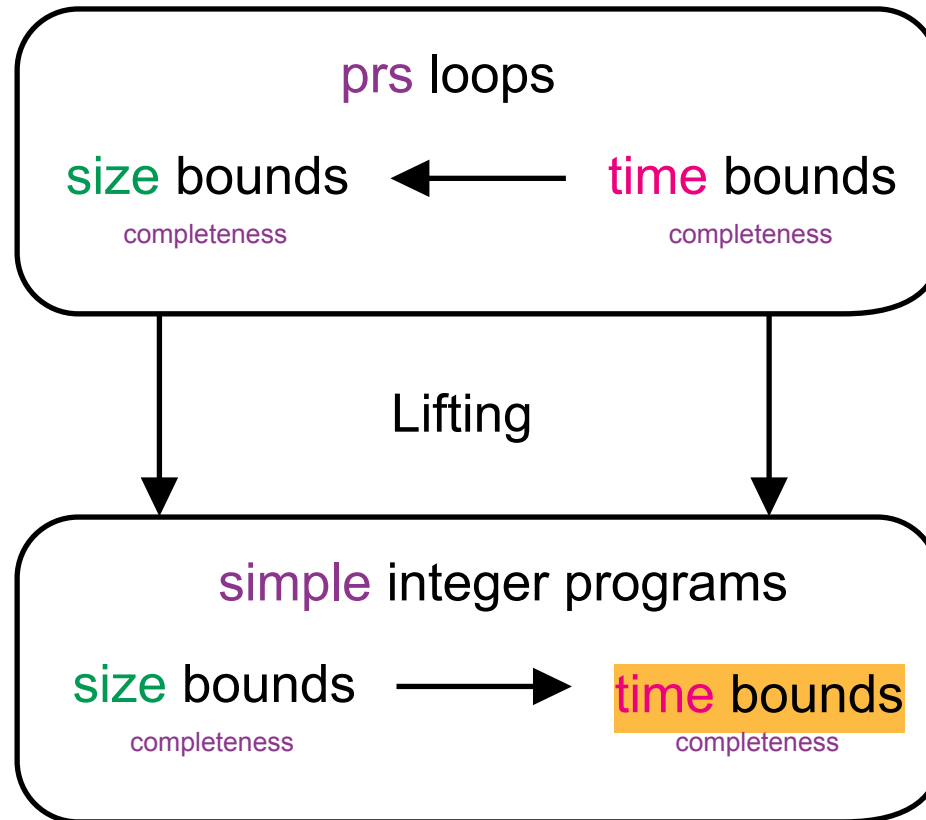 prs loops
size bounds time bounds
completeness completeness
Lifting
simple integer programs
size bounds time bounds
completeness completeness